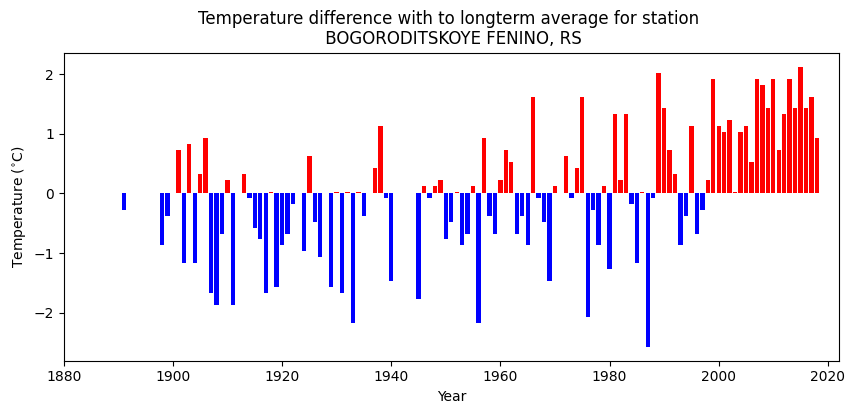 Temperature difference with to longterm average for station
BOGORODITSKOYE FENINO, RS
Temperature (°C)
2
1
0
−1
−2
1880 1900 1920 1940 1960 1980 2000 2020
Year